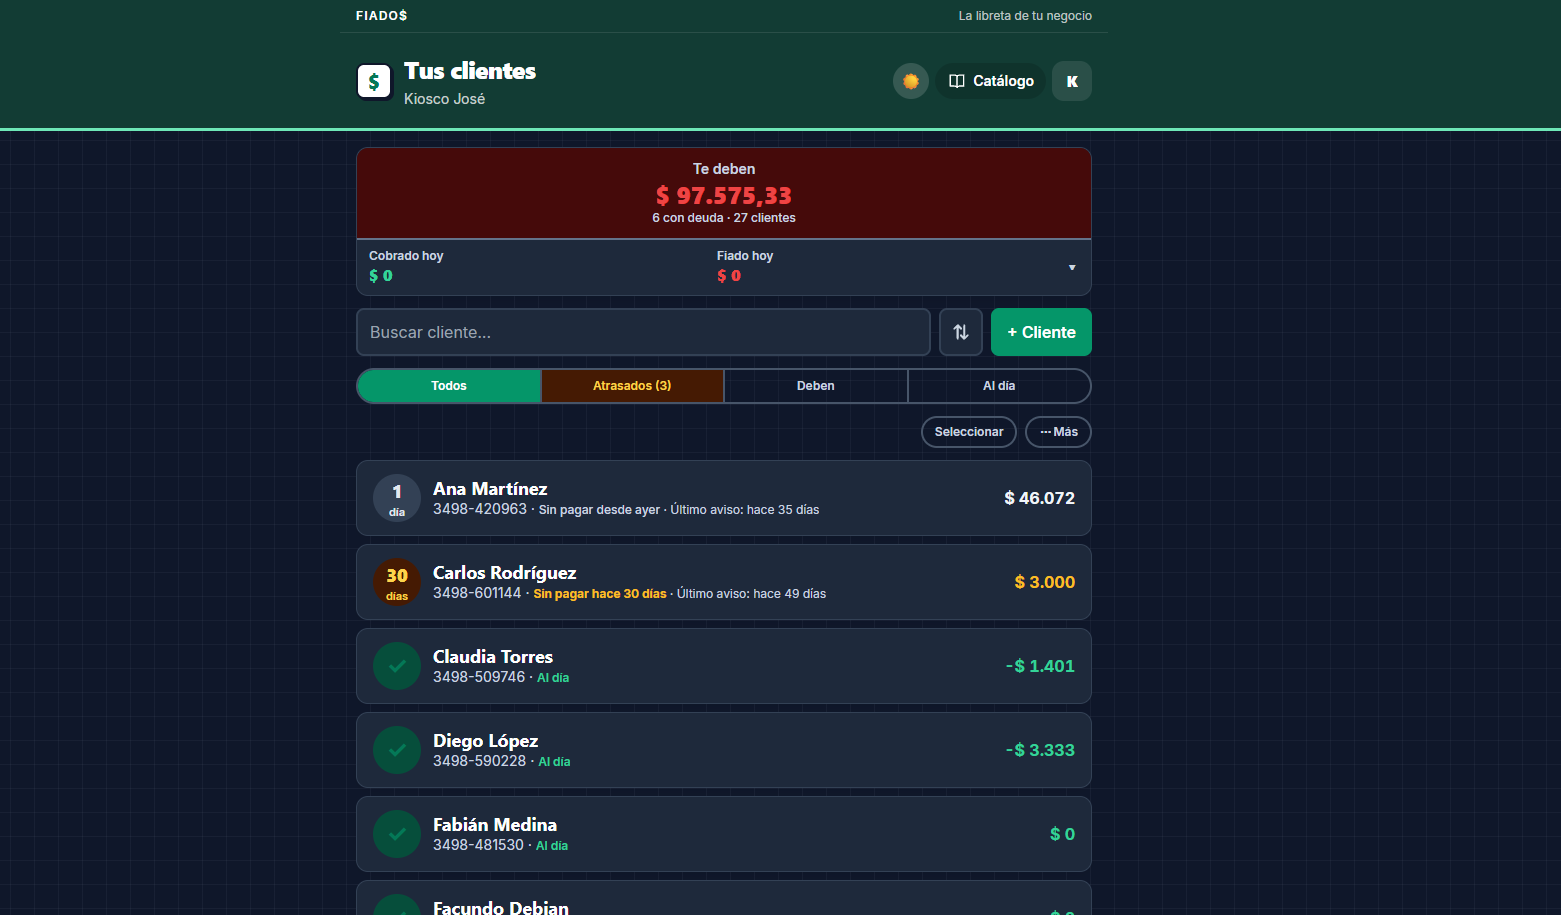 FIADO$
La libreta de tu negocio
$
Tus clientes
Kiosco José
Catálogo
K
Te deben
$ 97.575,33
6 con deuda · 27 clientes
Cobrado hoy
$ 0
Fiado hoy
$ 0
Buscar cliente...
+ Cliente
Todos
Atrasados (3)
Deben
Al día
Seleccionar
··· Más
1
día
Ana Martínez
3498-420963 · Sin pagar desde ayer · Último aviso: hace 35 días
$ 46.072
30
días
Carlos Rodríguez
3498-601144 · Sin pagar hace 30 días · Último aviso: hace 49 días
$ 3.000
Claudia Torres
3498-509746 · Al día
-$ 1.401
Diego López
3498-590228 · Al día
-$ 3.333
Fabián Medina
3498-481530 · Al día
$ 0
Facundo Debian